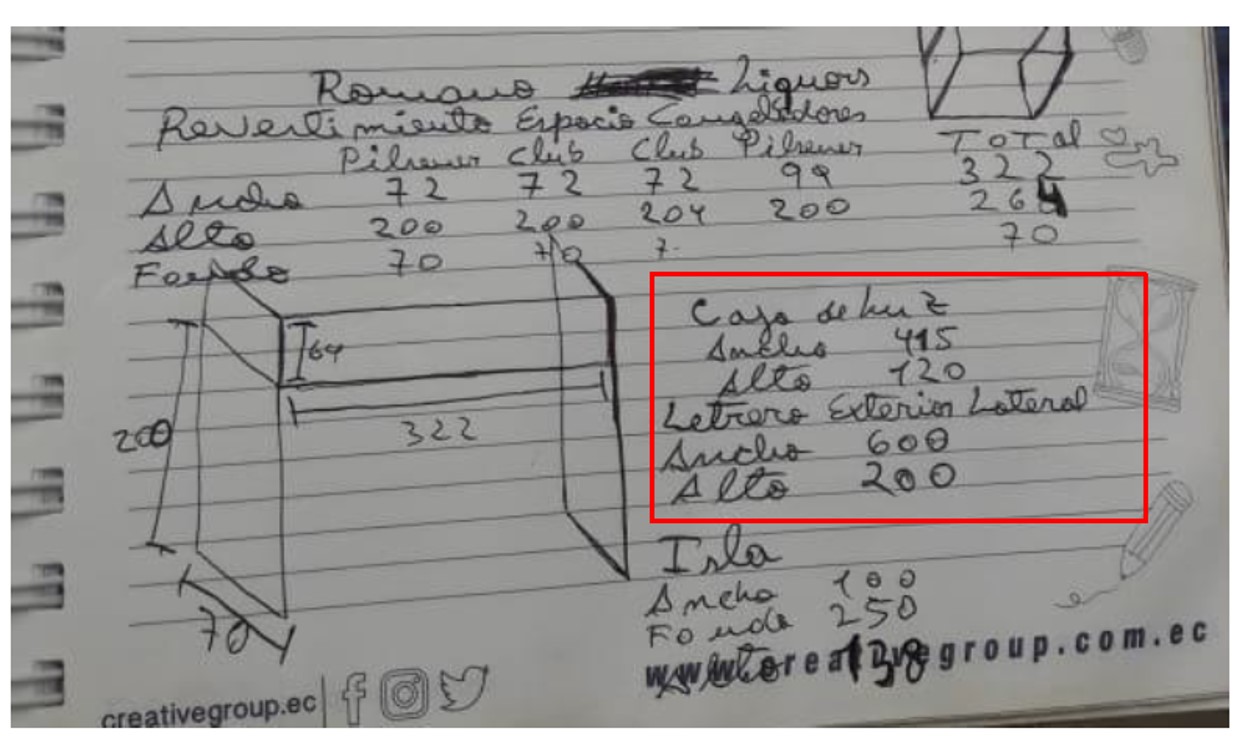 Romano Liquors
Revertimiento Espacio Congeladores
Pilsener Club Club Pilsener Total
Ancho 72 72 72 99 322
Alto 200 200 204 200 264
Fondo 70 70 7. 70
64
200
322
70
Caja de luz
Ancho 415
Alto 120
Letrero Exterior Lateral
Ancho 600
Alto 200
Isla
Ancho 100
Fondo 250
Alto 138
www.creativegroup.com.ec
creativegroup.ec